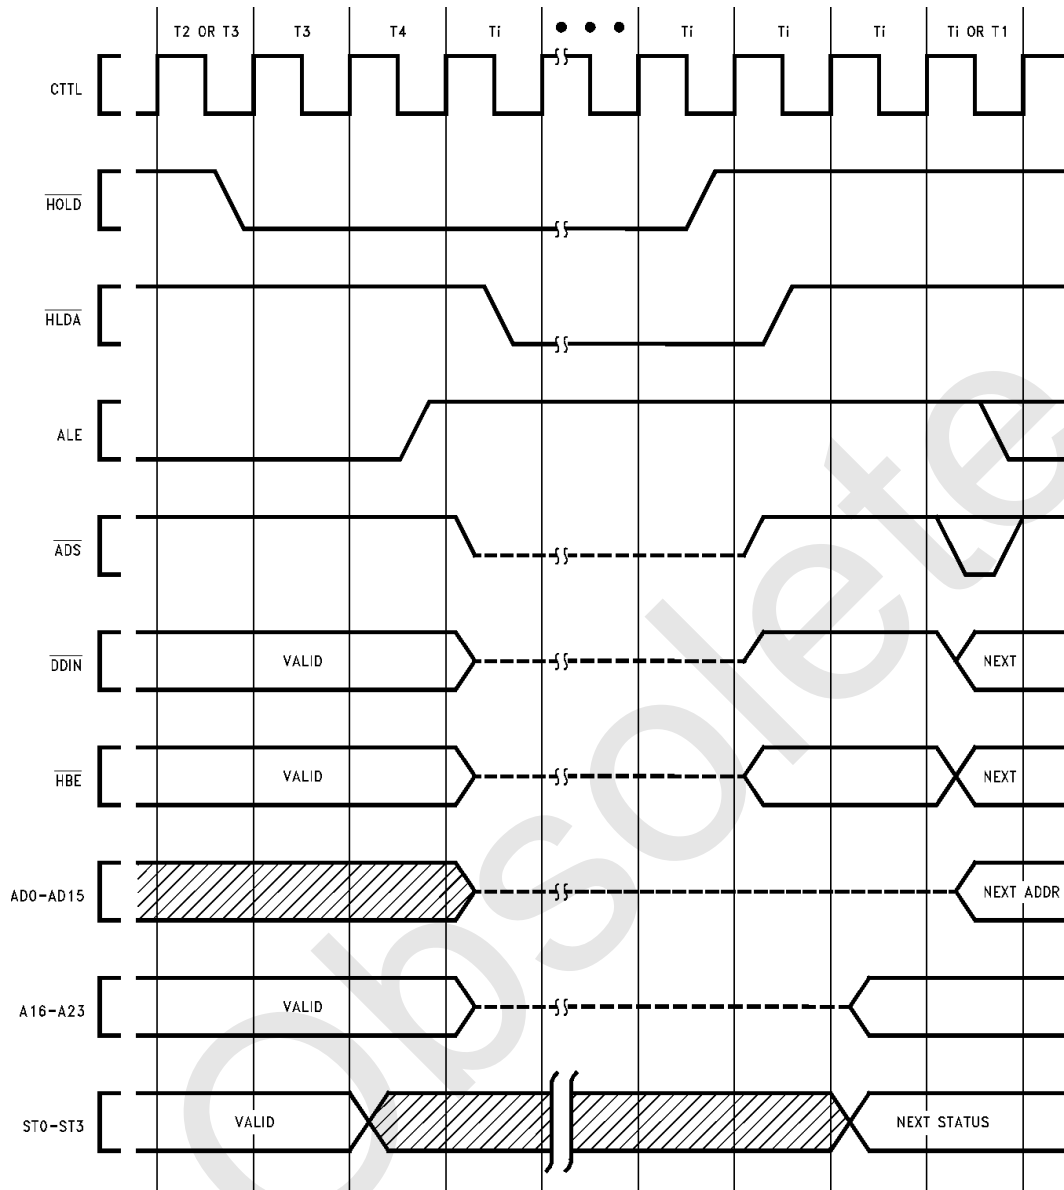 T2 OR T3 T3 T4 Ti • • • Ti Ti Ti Ti OR T1
CTTL
HOLD
HLDA
ALE
ADS
DDIN VALID NEXT
HBE VALID NEXT
AD0-AD15 NEXT ADDR
A16-A23 VALID
ST0-ST3 VALID NEXT STATUS
Obsolete